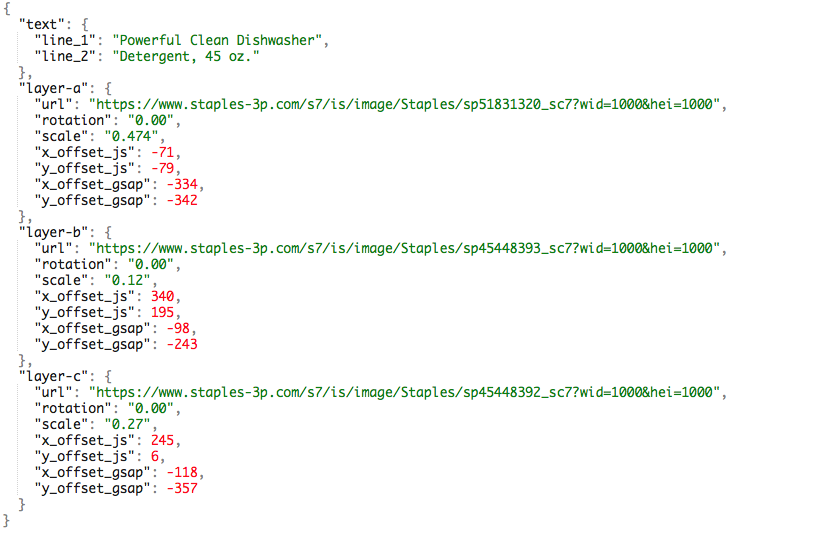 {
"text": {
"line_1": "Powerful Clean Dishwasher",
"line_2": "Detergent, 45 oz."
},
"layer-a": {
"url": "https://www.staples-3p.com/s7/is/image/Staples/sp51831320_sc7?wid=1000&hei=1000",
"rotation": "0.00",
"scale": "0.474",
"x_offset_js": -71,
"y_offset_js": -79,
"x_offset_gsap": -334,
"y_offset_gsap": -342
},
"layer-b": {
"url": "https://www.staples-3p.com/s7/is/image/Staples/sp45448393_sc7?wid=1000&hei=1000",
"rotation": "0.00",
"scale": "0.12",
"x_offset_js": 340,
"y_offset_js": 195,
"x_offset_gsap": -98,
"y_offset_gsap": -243
},
"layer-c": {
"url": "https://www.staples-3p.com/s7/is/image/Staples/sp45448392_sc7?wid=1000&hei=1000",
"rotation": "0.00",
"scale": "0.27",
"x_offset_js": 245,
"y_offset_js": 6,
"x_offset_gsap": -118,
"y_offset_gsap": -357
}
}